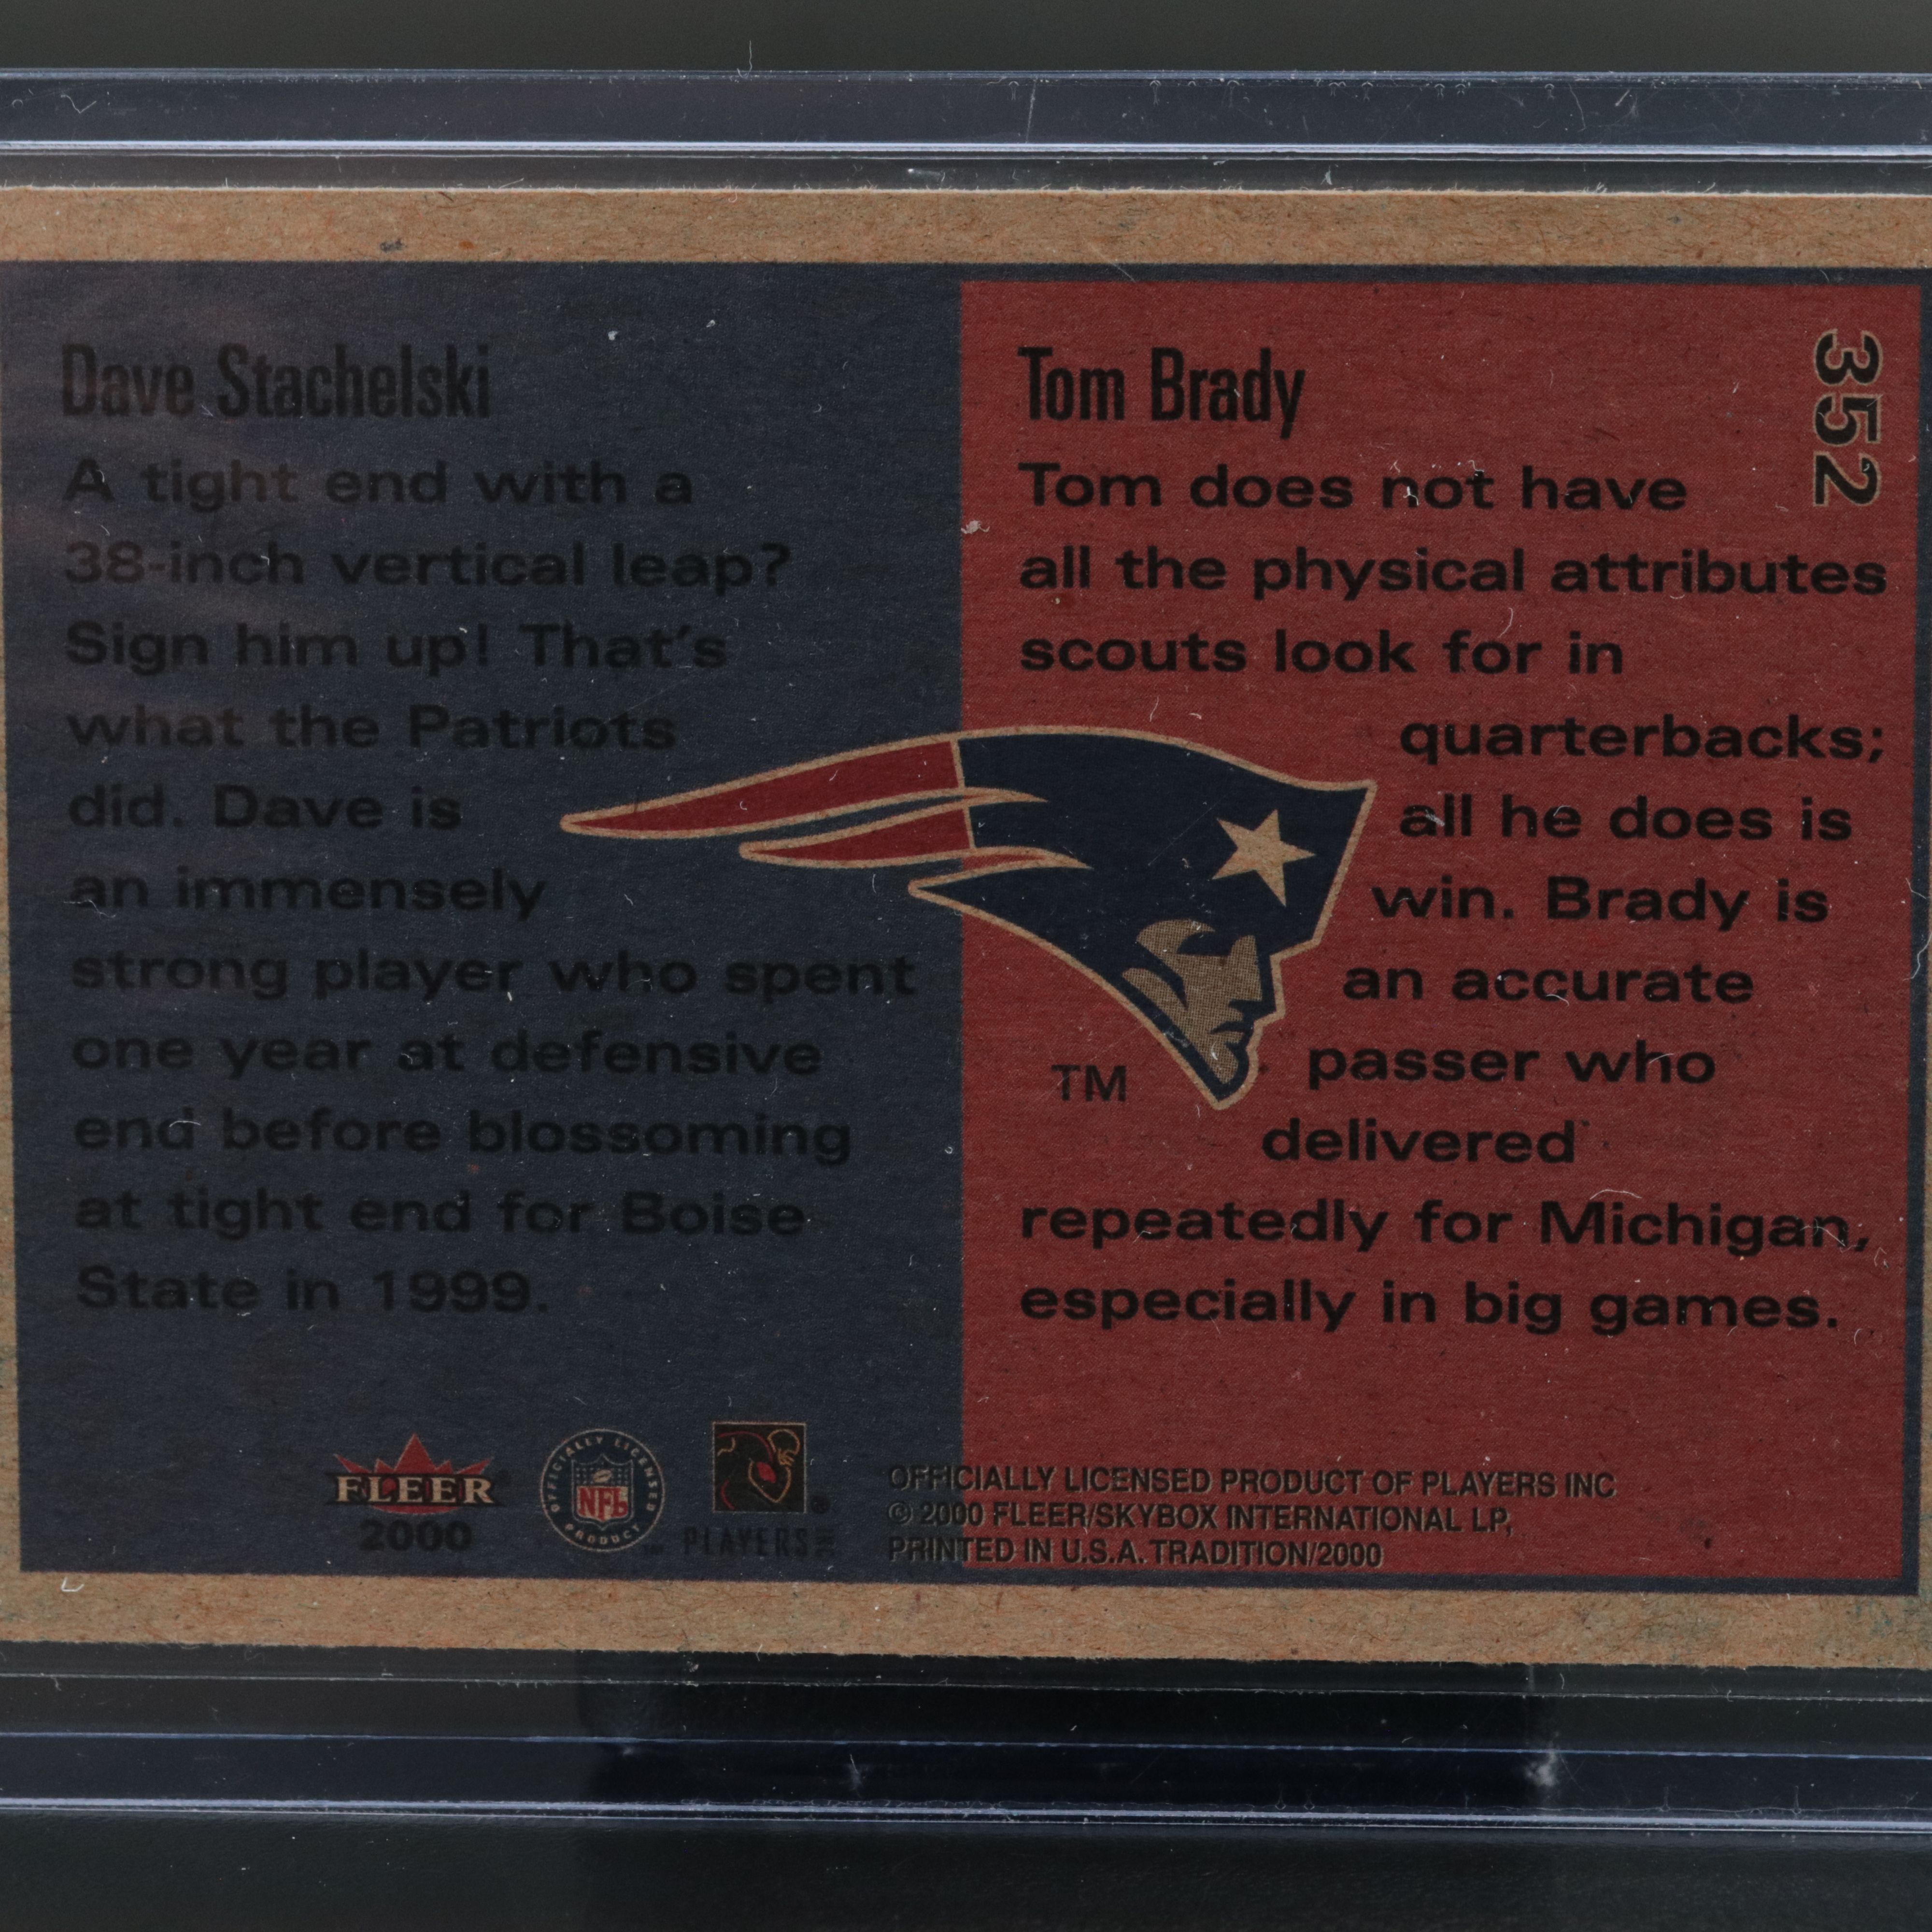 Dave Stachelski
A tight end with a
38-inch vertical leap?
Sign him up! That's
what the Patriots
did. Dave is
an immensely
strong player who spent
one year at defensive
end before blossoming
at tight end for Boise
State in 1999.
352
Tom Brady
Tom does not have
all the physical attributes
scouts look for in
quarterbacks;
all he does is
win. Brady is
an accurate
passer who
delivered
repeatedly for Michigan,
especially in big games.
TM
FLEER
2000
OFFICIALLY LICENSED
NFL
PRODUCT
PLAYERS INC
OFFICIALLY LICENSED PRODUCT OF PLAYERS INC
© 2000 FLEER/SKYBOX INTERNATIONAL LP,
PRINTED IN U.S.A. TRADITION/2000